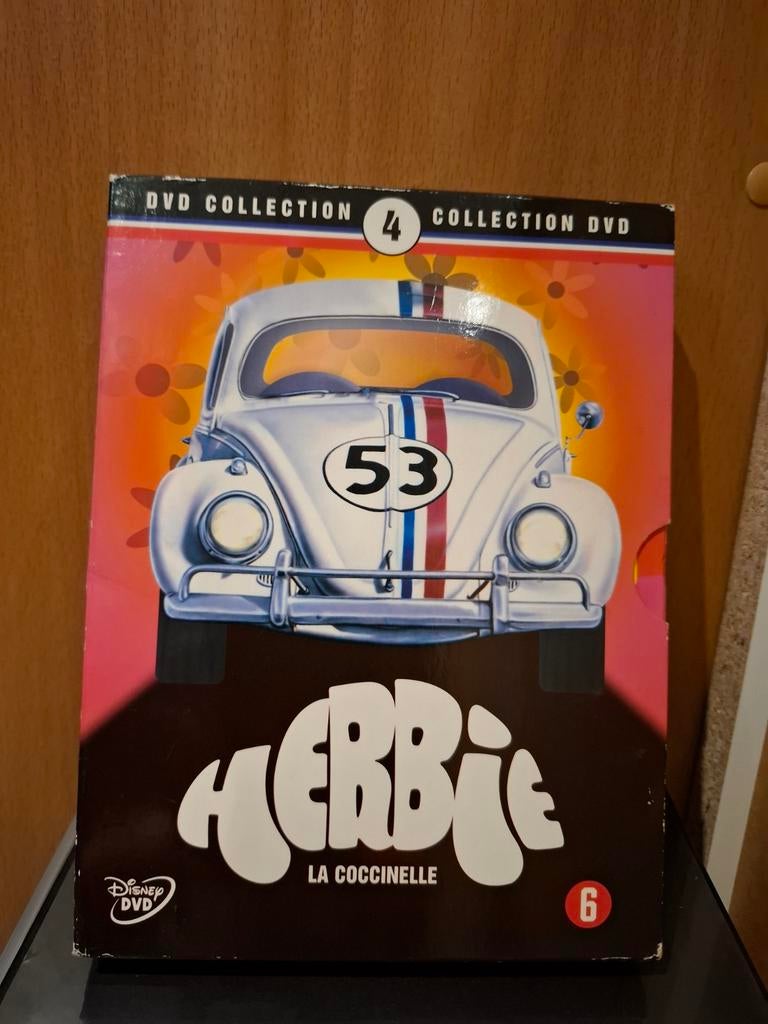 DVD COLLECTION 4 COLLECTION DVD
53
HERBIE
LA COCCINELLE
Disney
DVD
6